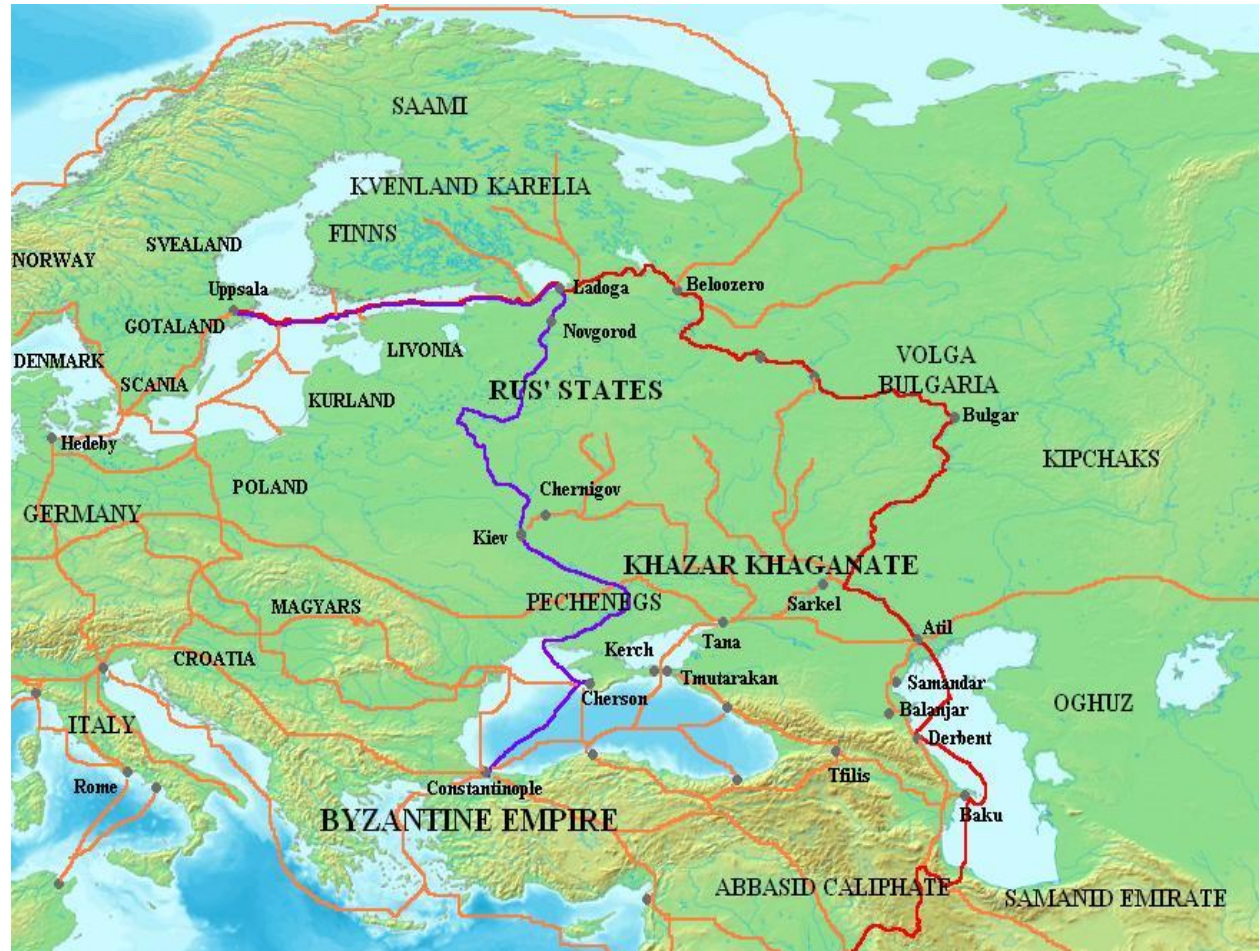 SAAMI
KVENLAND KARELIA
FINNS
SVEALAND
NORWAY
Uppsala
Ladoga
Beloozero
GOTALAND
Novgorod
LIVONIA
DENMARK
VOLGA
BULGARIA
SCANIA
RUS' STATES
KURLAND
Bulgar
Hedeby
KIPCHAKS
POLAND
Chernigov
GERMANY
Kiev
KHAZAR KHAGANATE
PECHENEGS
Sarkel
MAGYARS
Atil
Tana
Kerch
CROATIA
Tmutarakan
Samandar
Cherson
OGHUZ
Balanjar
ITALY
Derbent
Tfilis
Rome
Constantinople
Baku
BYZANTINE EMPIRE
ABBASID CALIPHATE
SAMANID EMIRATE